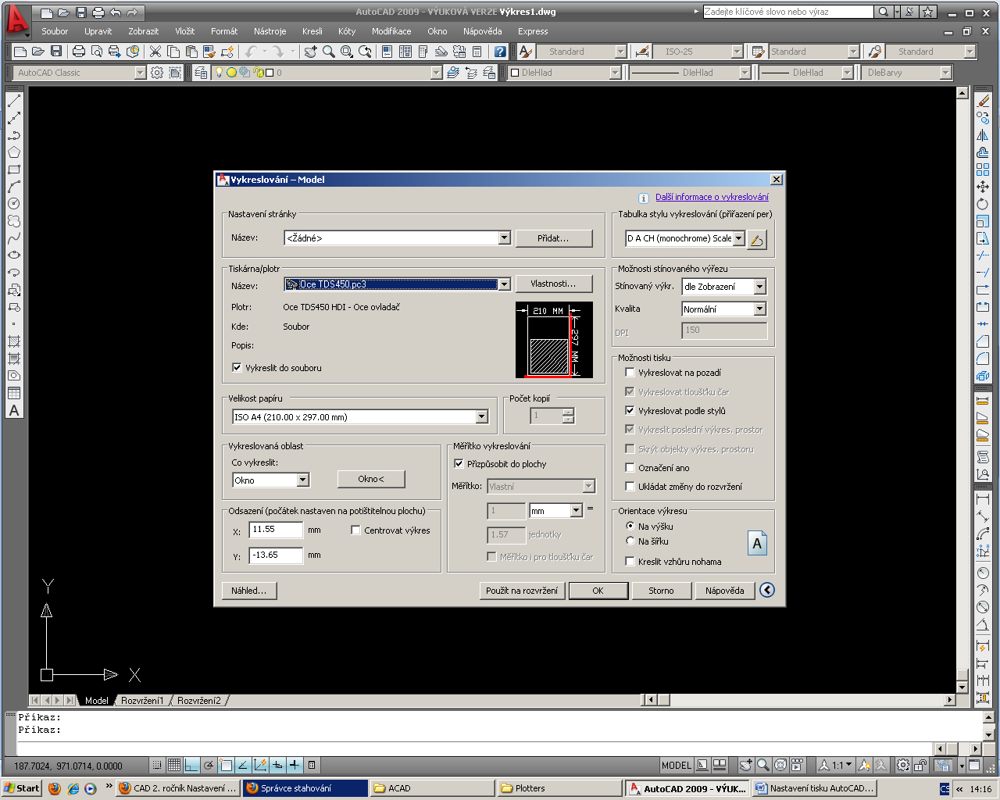 AutoCAD 2009 - VÝUKOVÁ VERZE Výkres1.dwg
Zadejte klíčové slovo nebo výraz
Soubor Upravit Zobrazit Vložit Formát Nástroje Kresli Kóty Modifikace Okno Nápověda Express
Standard ISO-25 Standard Standard
AutoCAD Classic 0 DleHlad DleHlad DleHlad DleBarvy
Vykreslování – Model
Další informace o vykreslování
Nastavení stránky
Název: <Žádné> Přidat...
Tabulka stylu vykreslování (přiřazení per)
D A CH (monochrome) Scale
Tiskárna/plotr
Název: Oce TDS450.pc3 Vlastnosti...
Plotr: Oce TDS450 HDI - Oce ovladač
Kde: Soubor
Popis:
Vykreslit do souboru
210 MM
297 MM
Možnosti stínovaného výřezu
Stínovaný výkr. dle Zobrazení
Kvalita Normální
DPI 150
Velikost papíru
ISO A4 (210.00 x 297.00 mm)
Počet kopií
1
Možnosti tisku
Vykreslovat na pozadí
Vykreslovat tloušťku čar
Vykreslovat podle stylů
Vykreslit poslední výkres. prostor
Skrýt objekty výkres. prostoru
Označení ano
Ukládat změny do rozvržení
Vykreslovaná oblast
Co vykreslit:
Okno Okno<
Měřítko vykreslování
Přizpůsobit do plochy
Měřítko: Vlastní
1 mm =
1.57 jednotky
Měřítko i pro tloušťku čar
Odsazení (počátek nastaven na potištitelnou plochu)
X: 11.55 mm Centrovat výkres
Y: -13.65 mm
Orientace výkresu
Na výšku
Na šířku
Kreslit vzhůru nohama
A
Náhled... Použít na rozvržení OK Storno Nápověda
Y
X
A
Model Rozvržení1 Rozvržení2
Příkaz:
Příkaz:
187.7024, 971.0714, 0.0000 MODEL 1:1
Start » CAD 2. ročník Nastavení ... Správce stahování ACAD Plotters AutoCAD 2009 - VÝUK... Nastavení tisku AutoCAD... CS « 14:16